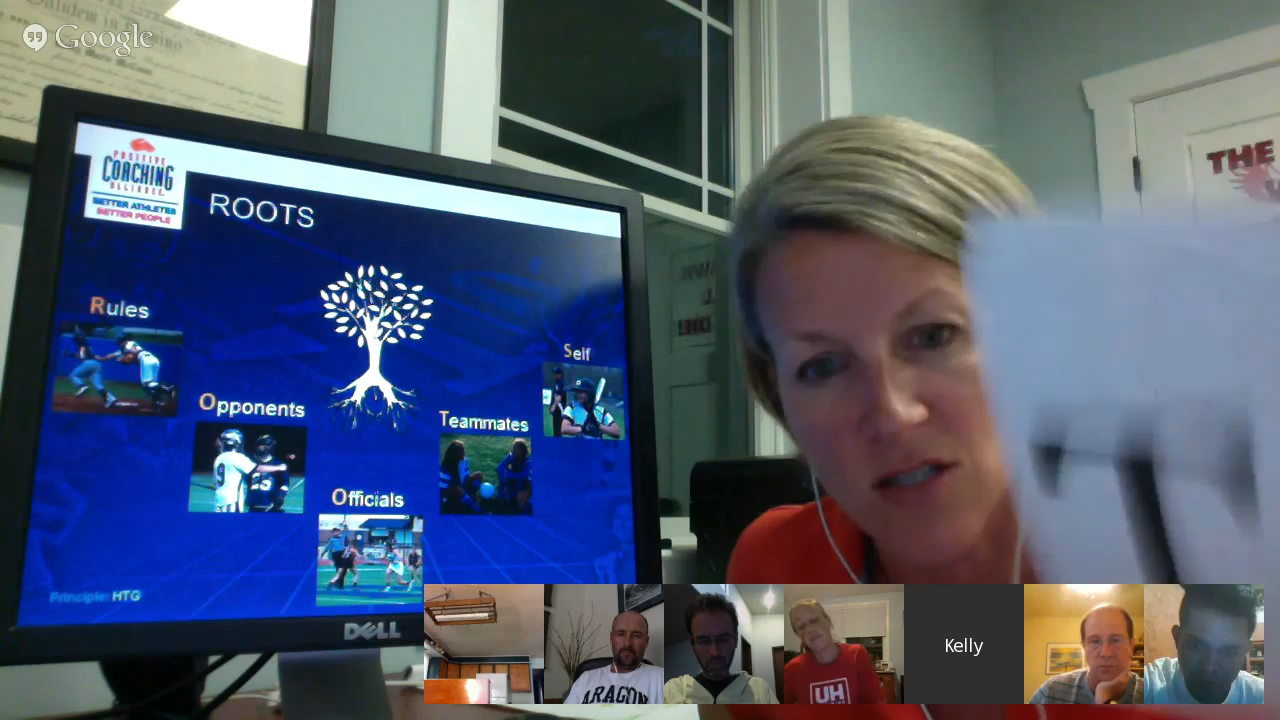 Google
POSITIVE
COACHING
ALLIANCE
BETTER ATHLETES
BETTER PEOPLE
ROOTS
Rules
Opponents
Officials
Teammates
Self
Principle: HTG
DELL
THE
ARAGON
UH
Kelly